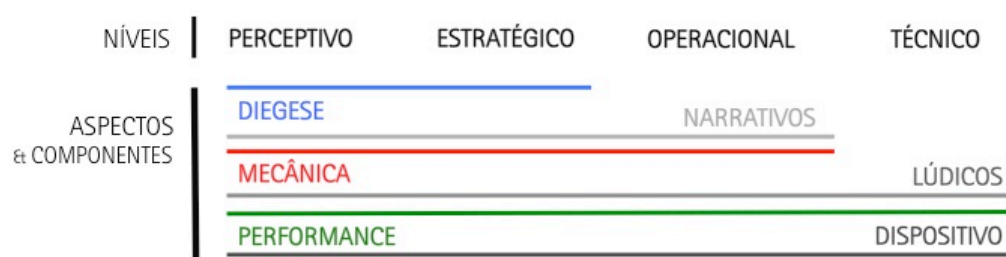 NÍVEIS PERCEPTIVO ESTRATÉGICO OPERACIONAL TÉCNICO
DIEGESE NARRATIVOS
ASPECTOS
& COMPONENTES
MECÂNICA LÚDICOS
PERFORMANCE DISPOSITIVO